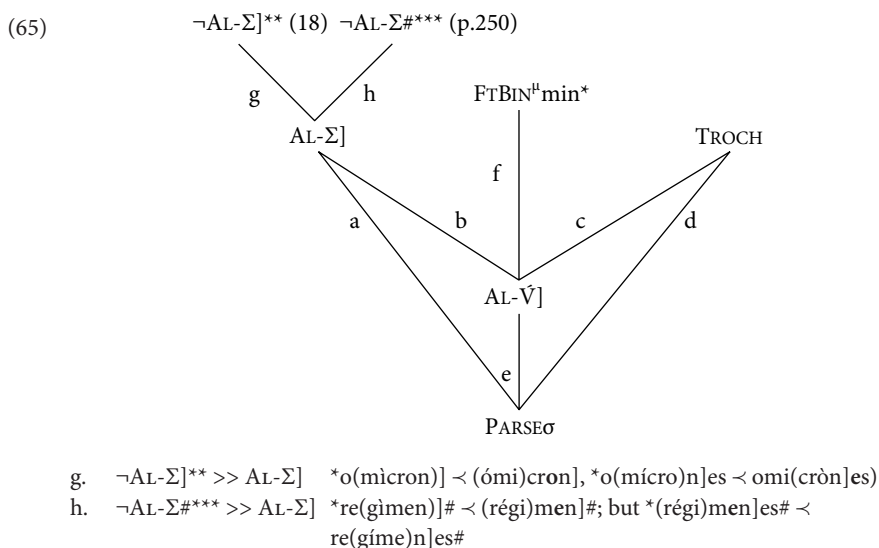 (65)
¬AL-Σ]** (18) ¬AL-Σ#*** (p.250)
g h FTBINᵘmin*
AL-Σ] TROCH
f
a b c d
AL-V́]
e
PARSEσ
g. ¬AL-Σ]** >> AL-Σ] *o(mìcron)] ≺ (ómi)cron], *o(mícro)n]es ≺ omi(cròn]es)
h. ¬AL-Σ#*** >> AL-Σ] *re(gìmen)]# ≺ (régi)men]#; but *(régi)men]es# ≺
re(gíme)n]es#